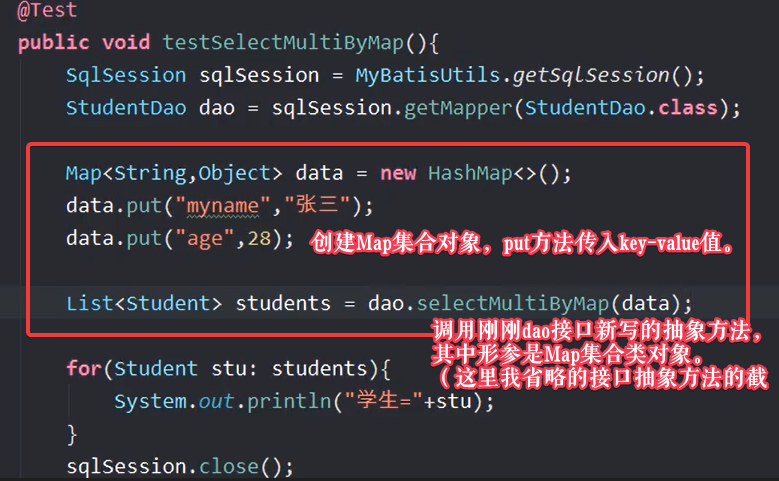 @Test
public void testSelectMultiByMap(){
SqlSession sqlSession = MyBatisUtils.getSqlSession();
StudentDao dao = sqlSession.getMapper(StudentDao.class);
Map<String,Object> data = new HashMap<>();
data.put("myname","张三");
data.put("age",28);
创建Map集合对象，put方法传入key-value值。
List<Student> students = dao.selectMultiByMap(data);
调用刚刚dao接口新写的抽象方法，
其中形参是Map集合类对象。
（这里我省略的接口抽象方法的截
for(Student stu: students){
System.out.println("学生="+stu);
}
sqlSession.close();